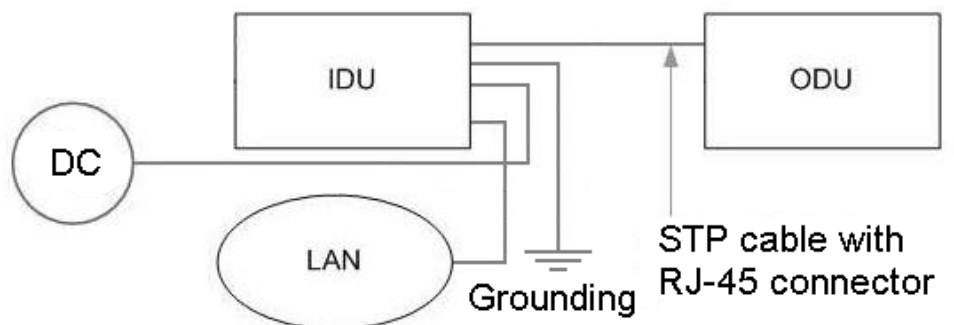 IDU
ODU
DC
LAN
Grounding
STP cable with
RJ-45 connector